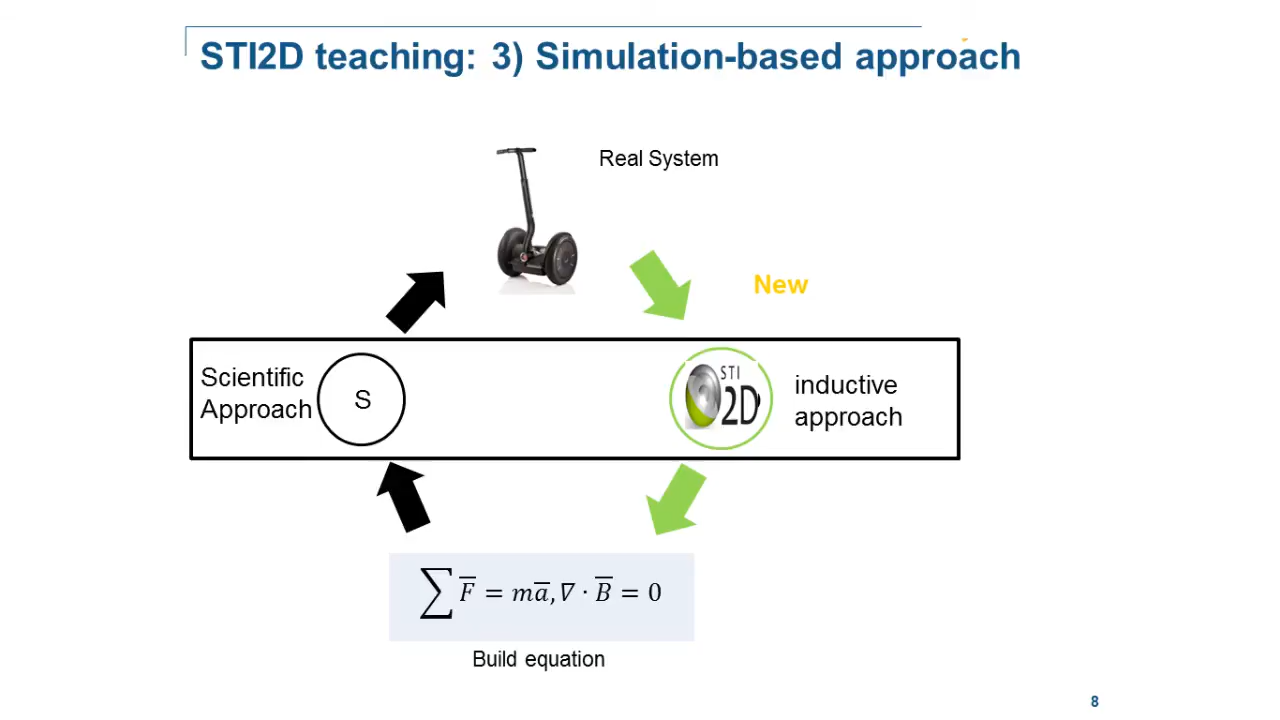 STI2D teaching: 3) Simulation-based approach
Real System
New
Scientific
Approach
S
STI
2D
inductive
approach
∑ F̅ = ma̅, ∇ · B̅ = 0
Build equation
8